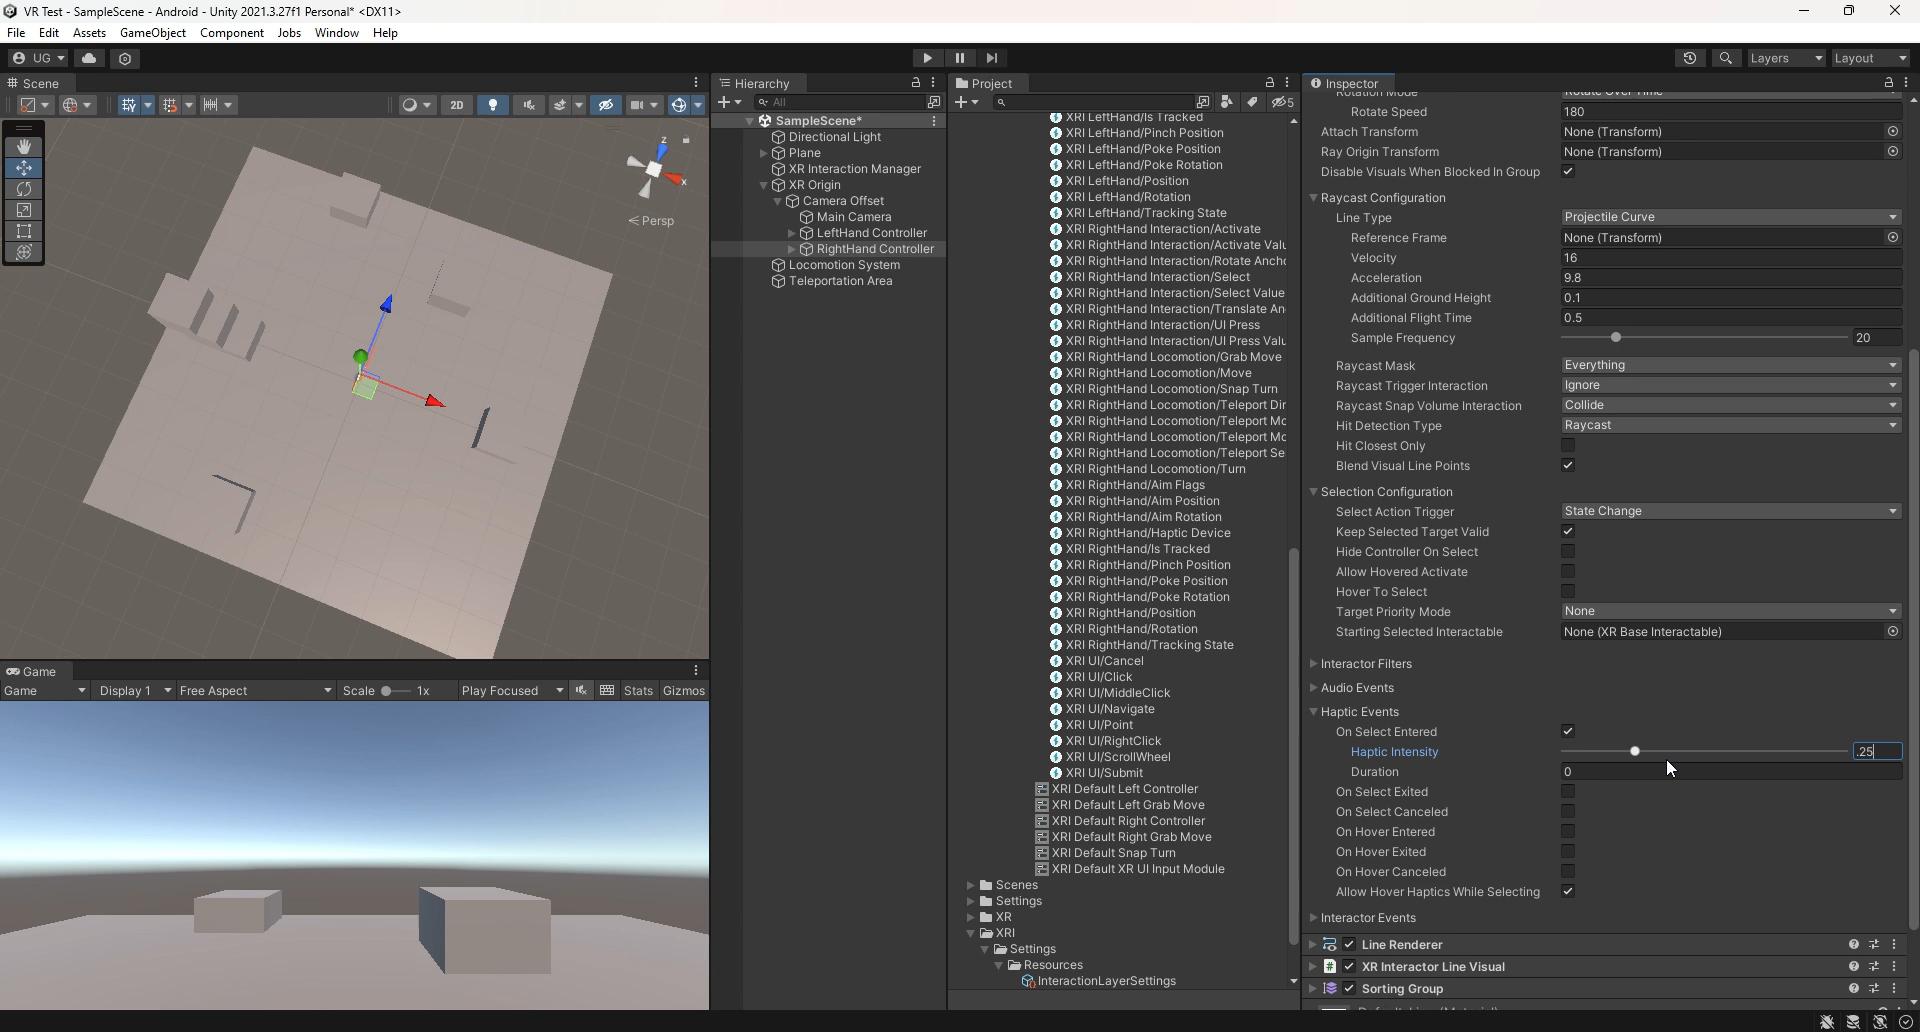 VR Test - SampleScene - Android - Unity 2021.3.27f1 Personal* <DX11>
File Edit Assets GameObject Component Jobs Window Help
UG
Layers
Layout
Scene
2D
z
x
Persp
Hierarchy
All
SampleScene*
Directional Light
Plane
XR Interaction Manager
XR Origin
Camera Offset
Main Camera
LeftHand Controller
RightHand Controller
Locomotion System
Teleportation Area
Project
5
XRI LeftHand/Is Tracked
XRI LeftHand/Pinch Position
XRI LeftHand/Poke Position
XRI LeftHand/Poke Rotation
XRI LeftHand/Position
XRI LeftHand/Rotation
XRI LeftHand/Tracking State
XRI RightHand Interaction/Activate
XRI RightHand Interaction/Activate Valu
XRI RightHand Interaction/Rotate Ancho
XRI RightHand Interaction/Select
XRI RightHand Interaction/Select Value
XRI RightHand Interaction/Translate An
XRI RightHand Interaction/UI Press
XRI RightHand Interaction/UI Press Valu
XRI RightHand Locomotion/Grab Move
XRI RightHand Locomotion/Move
XRI RightHand Locomotion/Snap Turn
XRI RightHand Locomotion/Teleport Dir
XRI RightHand Locomotion/Teleport Mo
XRI RightHand Locomotion/Teleport Mo
XRI RightHand Locomotion/Teleport Se
XRI RightHand Locomotion/Turn
XRI RightHand/Aim Flags
XRI RightHand/Aim Position
XRI RightHand/Aim Rotation
XRI RightHand/Haptic Device
XRI RightHand/Is Tracked
XRI RightHand/Pinch Position
XRI RightHand/Poke Position
XRI RightHand/Poke Rotation
XRI RightHand/Position
XRI RightHand/Rotation
XRI RightHand/Tracking State
XRI UI/Cancel
XRI UI/Click
XRI UI/MiddleClick
XRI UI/Navigate
XRI UI/Point
XRI UI/RightClick
XRI UI/ScrollWheel
XRI UI/Submit
XRI Default Left Controller
XRI Default Left Grab Move
XRI Default Right Controller
XRI Default Right Grab Move
XRI Default Snap Turn
XRI Default XR UI Input Module
Scenes
Settings
XR
XRI
Settings
Resources
InteractionLayerSettings
Inspector
Rotation Mode Rotate Over Time
Rotate Speed 180
Attach Transform None (Transform)
Ray Origin Transform None (Transform)
Disable Visuals When Blocked In Group
Raycast Configuration
Line Type Projectile Curve
Reference Frame None (Transform)
Velocity 16
Acceleration 9.8
Additional Ground Height 0.1
Additional Flight Time 0.5
Sample Frequency 20
Raycast Mask Everything
Raycast Trigger Interaction Ignore
Raycast Snap Volume Interaction Collide
Hit Detection Type Raycast
Hit Closest Only
Blend Visual Line Points
Selection Configuration
Select Action Trigger State Change
Keep Selected Target Valid
Hide Controller On Select
Allow Hovered Activate
Hover To Select
Target Priority Mode None
Starting Selected Interactable None (XR Base Interactable)
Interactor Filters
Audio Events
Haptic Events
On Select Entered
Haptic Intensity .25
Duration 0
On Select Exited
On Select Canceled
On Hover Entered
On Hover Exited
On Hover Canceled
Allow Hover Haptics While Selecting
Interactor Events
Line Renderer
XR Interactor Line Visual
Sorting Group
Game
Game Display 1 Free Aspect Scale 1x Play Focused Stats Gizmos